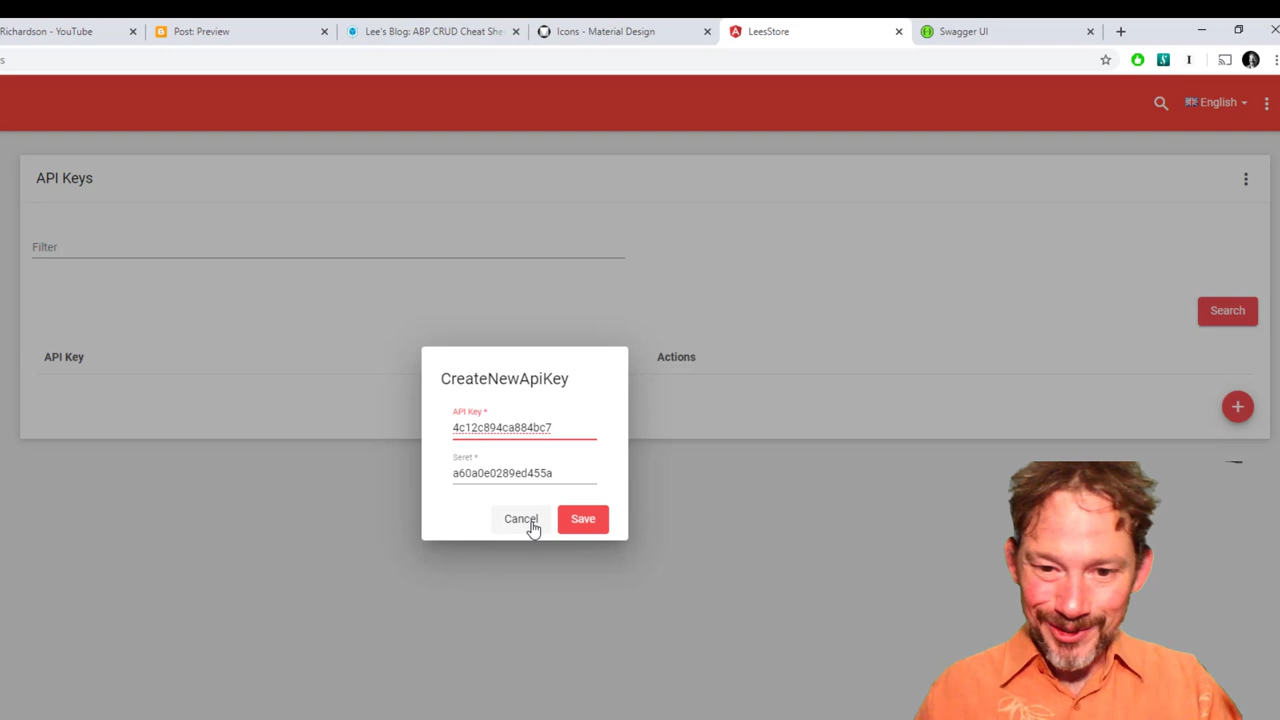 Richardson - YouTube
Post: Preview
Lee's Blog: ABP CRUD Cheat She
Icons - Material Design
LeesStore
Swagger UI
s
English
API Keys
Filter
Search
API Key
Actions
CreateNewApiKey
API Key *
4c12c894ca884bc7
Seret *
a60a0e0289ed455a
Cancel
Save